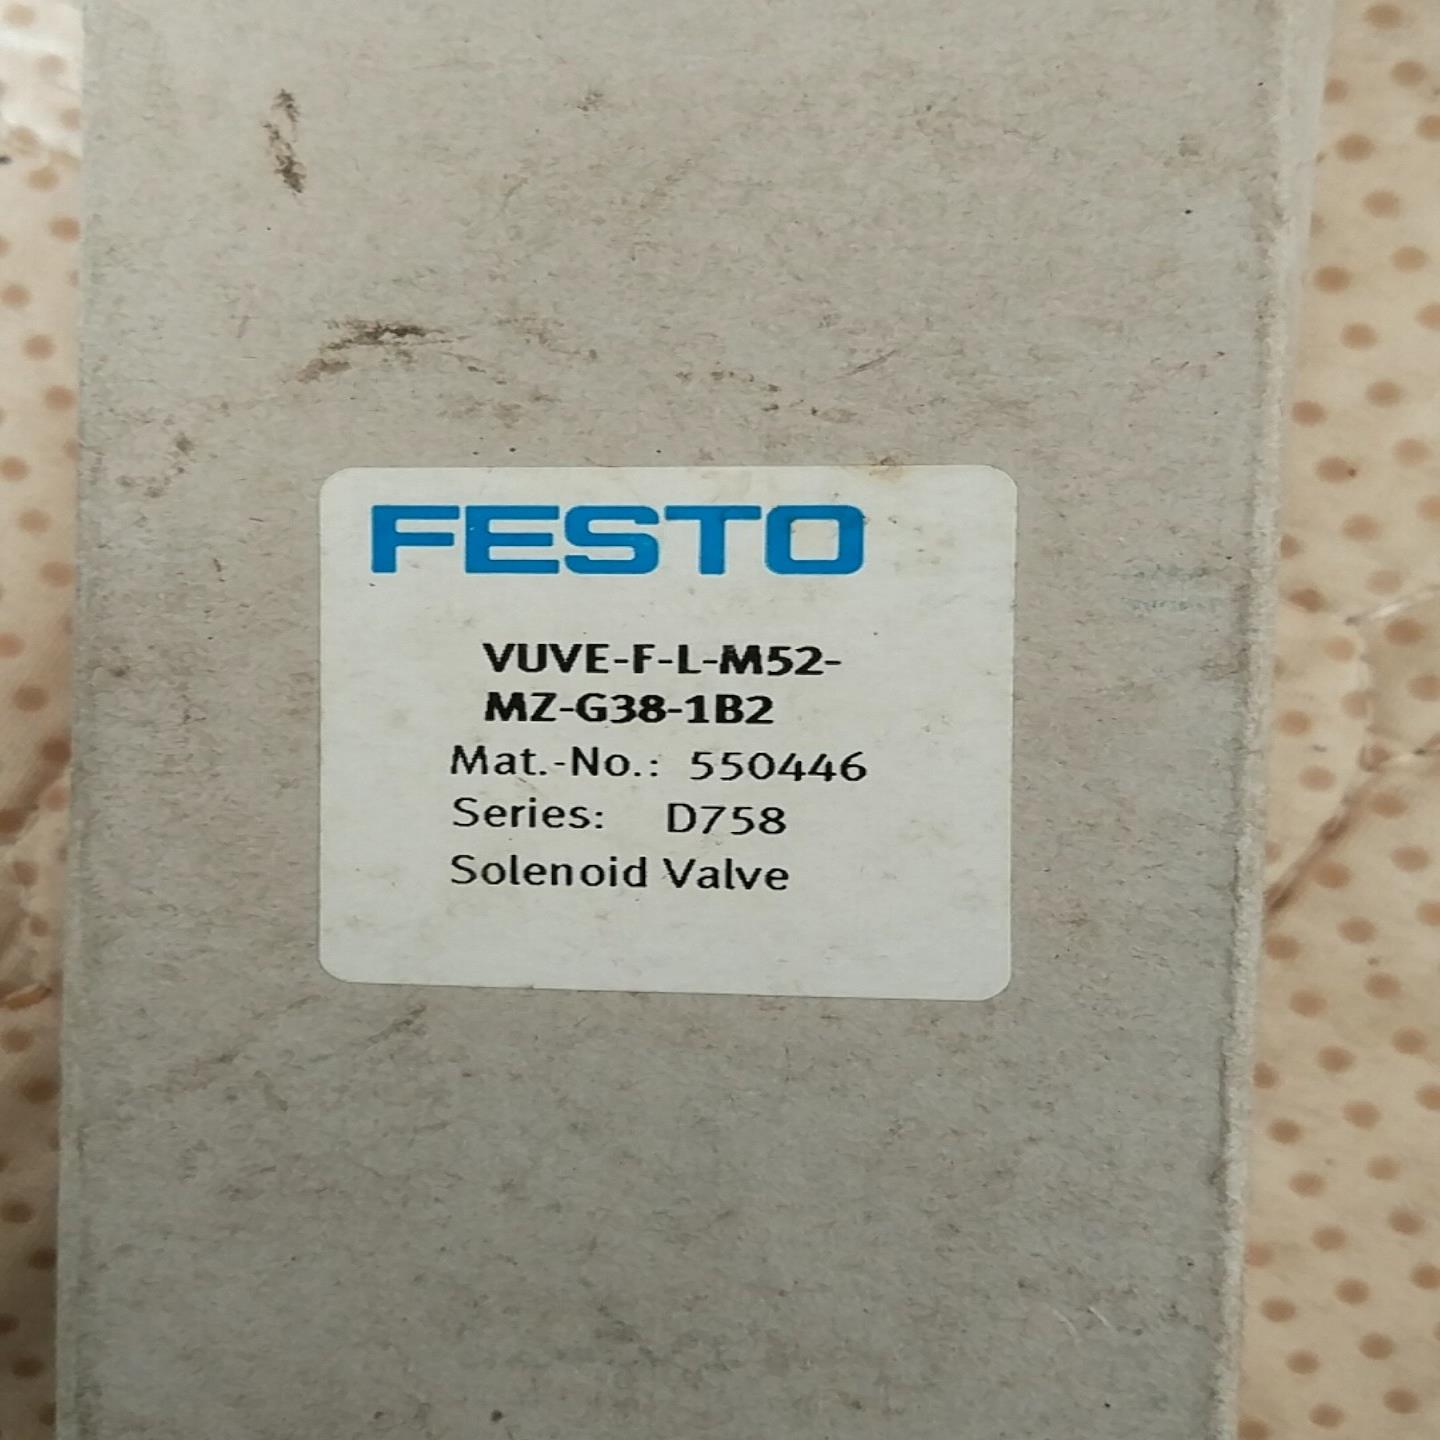 FESTO
VUVE-F-L-M52-
MZ-G38-1B2
Mat.-No.: 550446
Series: D758
Solenoid Valve